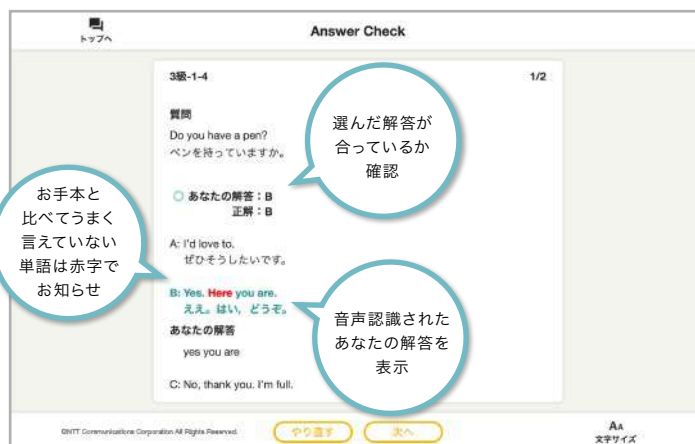 トップへ
Answer Check
3級-1-4 1/2
質問
Do you have a pen?
ペンを持っていますか。
選んだ解答が
合っているか
確認
○ あなたの解答：B
正解：B
お手本と
比べてうまく
言えていない
単語は赤字で
お知らせ
A: I'd love to.
ぜひそうしたいです。
B: Yes. Here you are.
ええ。はい，どうぞ。
音声認識された
あなたの解答を
表示
あなたの解答
yes you are
C: No, thank you. I'm full.
©NTT Communications Corporation All Rights Reserved.
やり直す
次へ
AA
文字サイズ